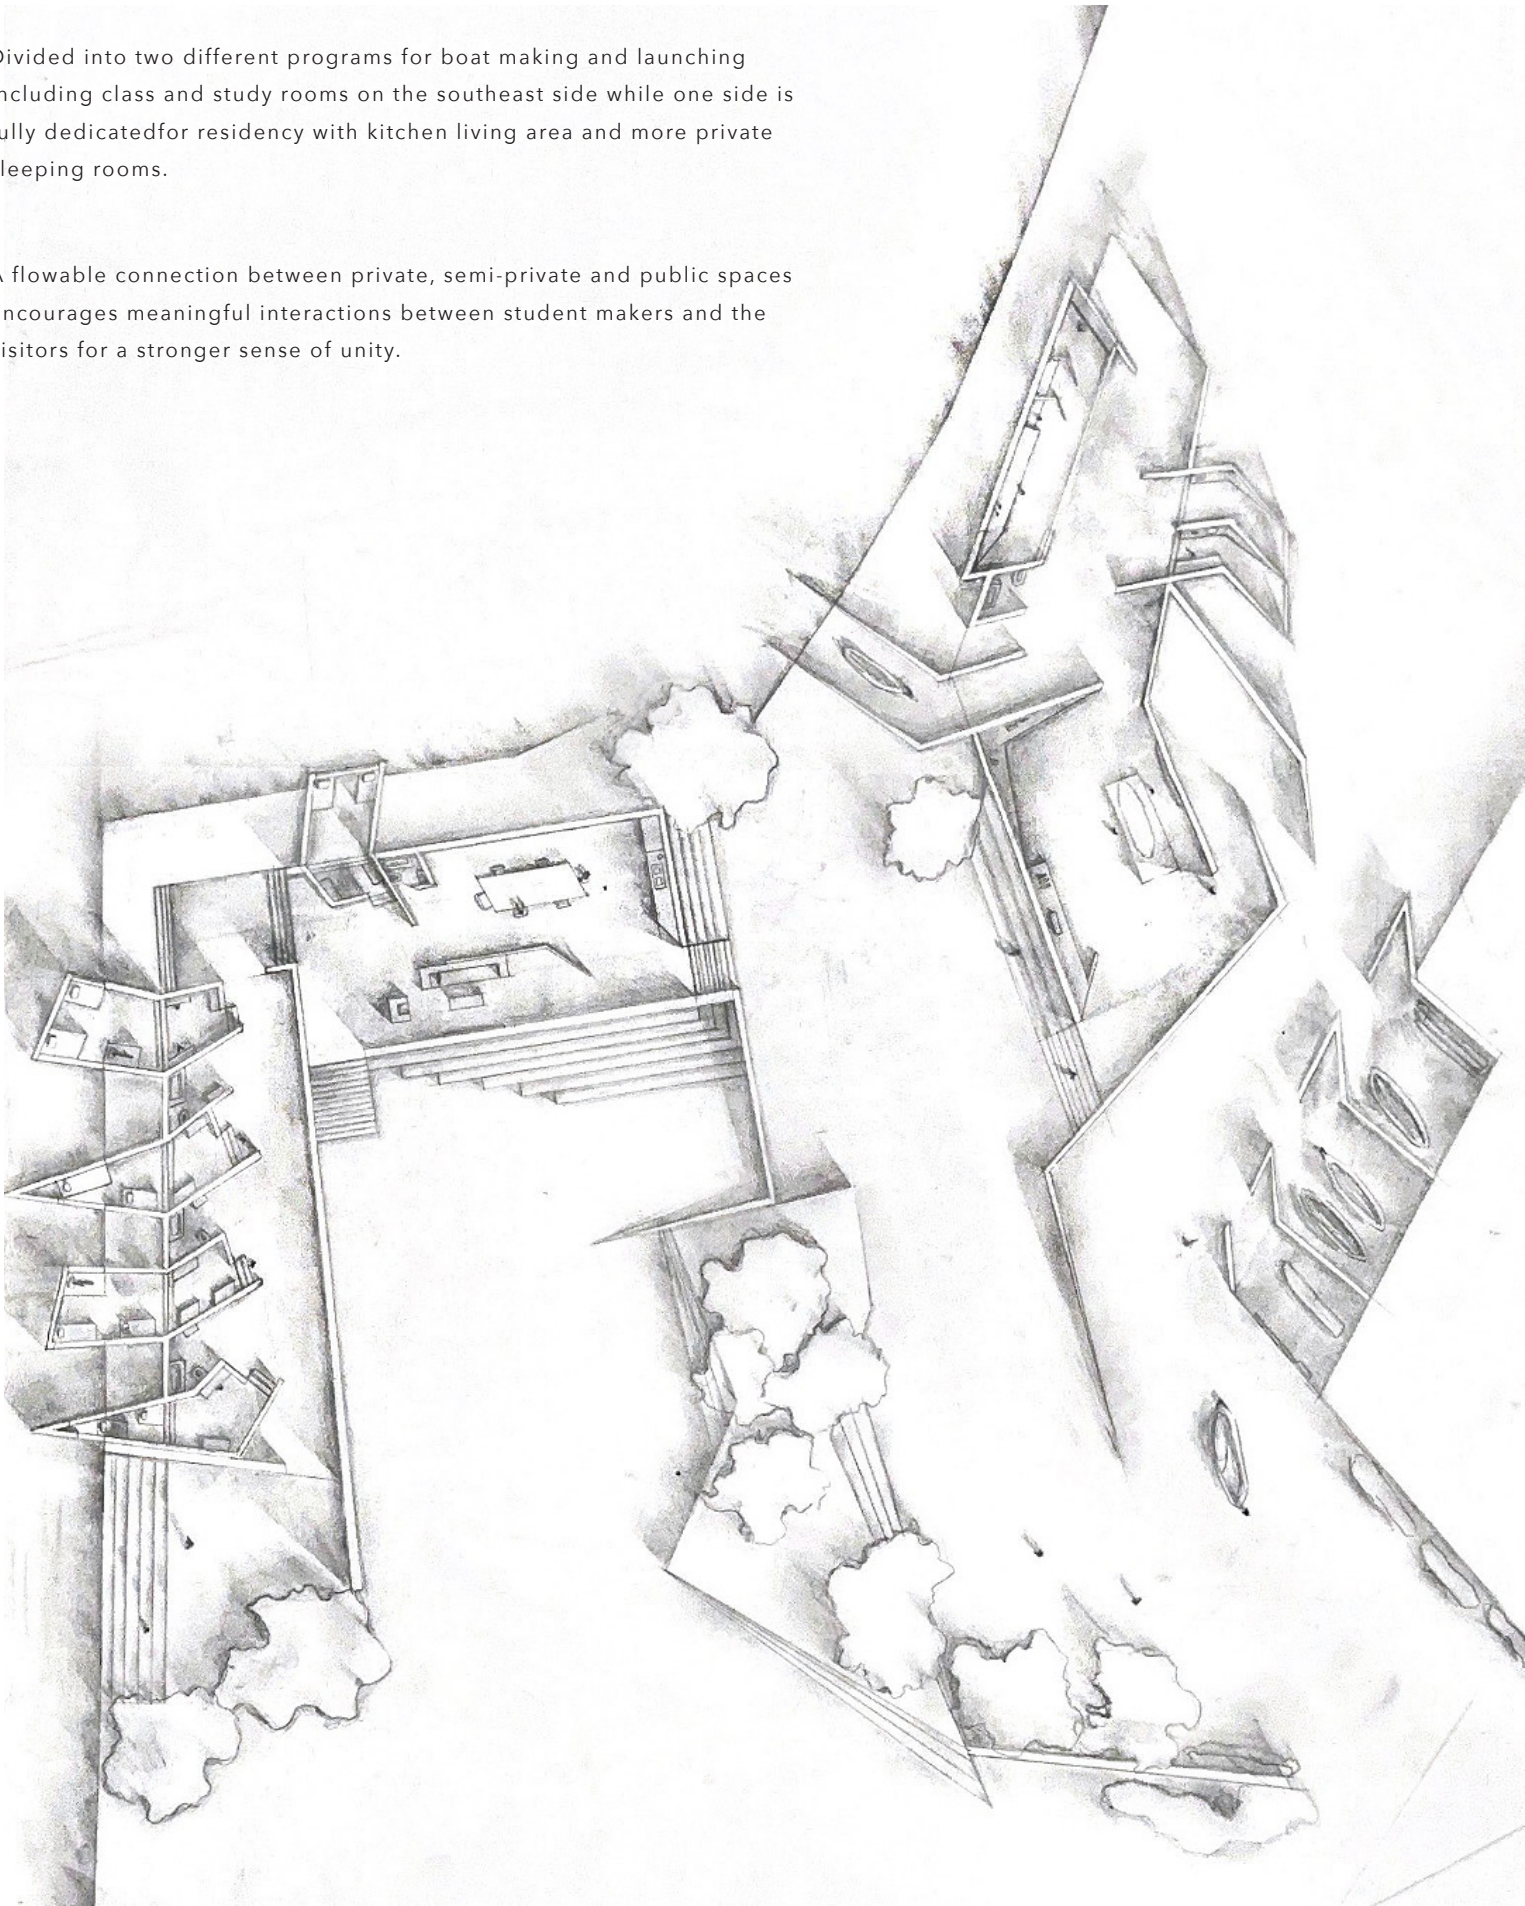 Divided into two different programs for boat making and launching
ncluding class and study rooms on the southeast side while one side is
ully dedicatedfor residency with kitchen living area and more private
leeping rooms.
A flowable connection between private, semi-private and public spaces
ncourages meaningful interactions between student makers and the
isitors for a stronger sense of unity.